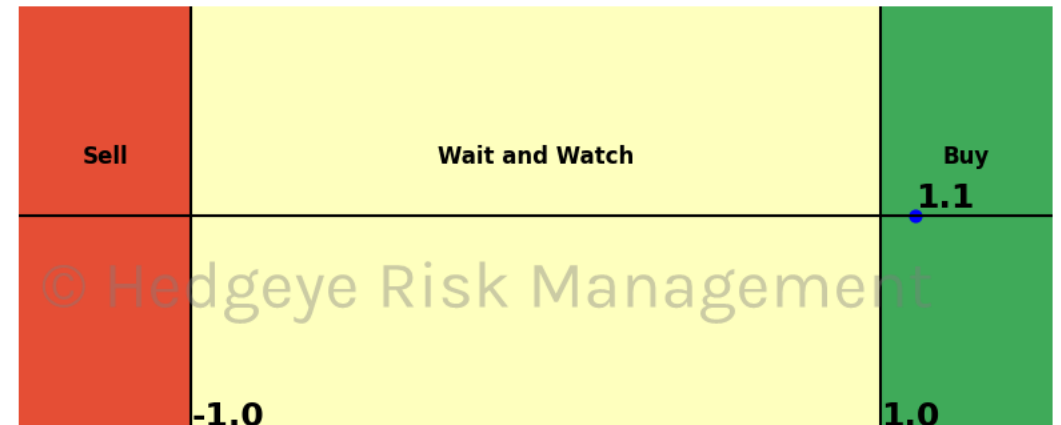 Sell
Wait and Watch
Buy
1.1
© Hedgeye Risk Management
-1.0
1.0